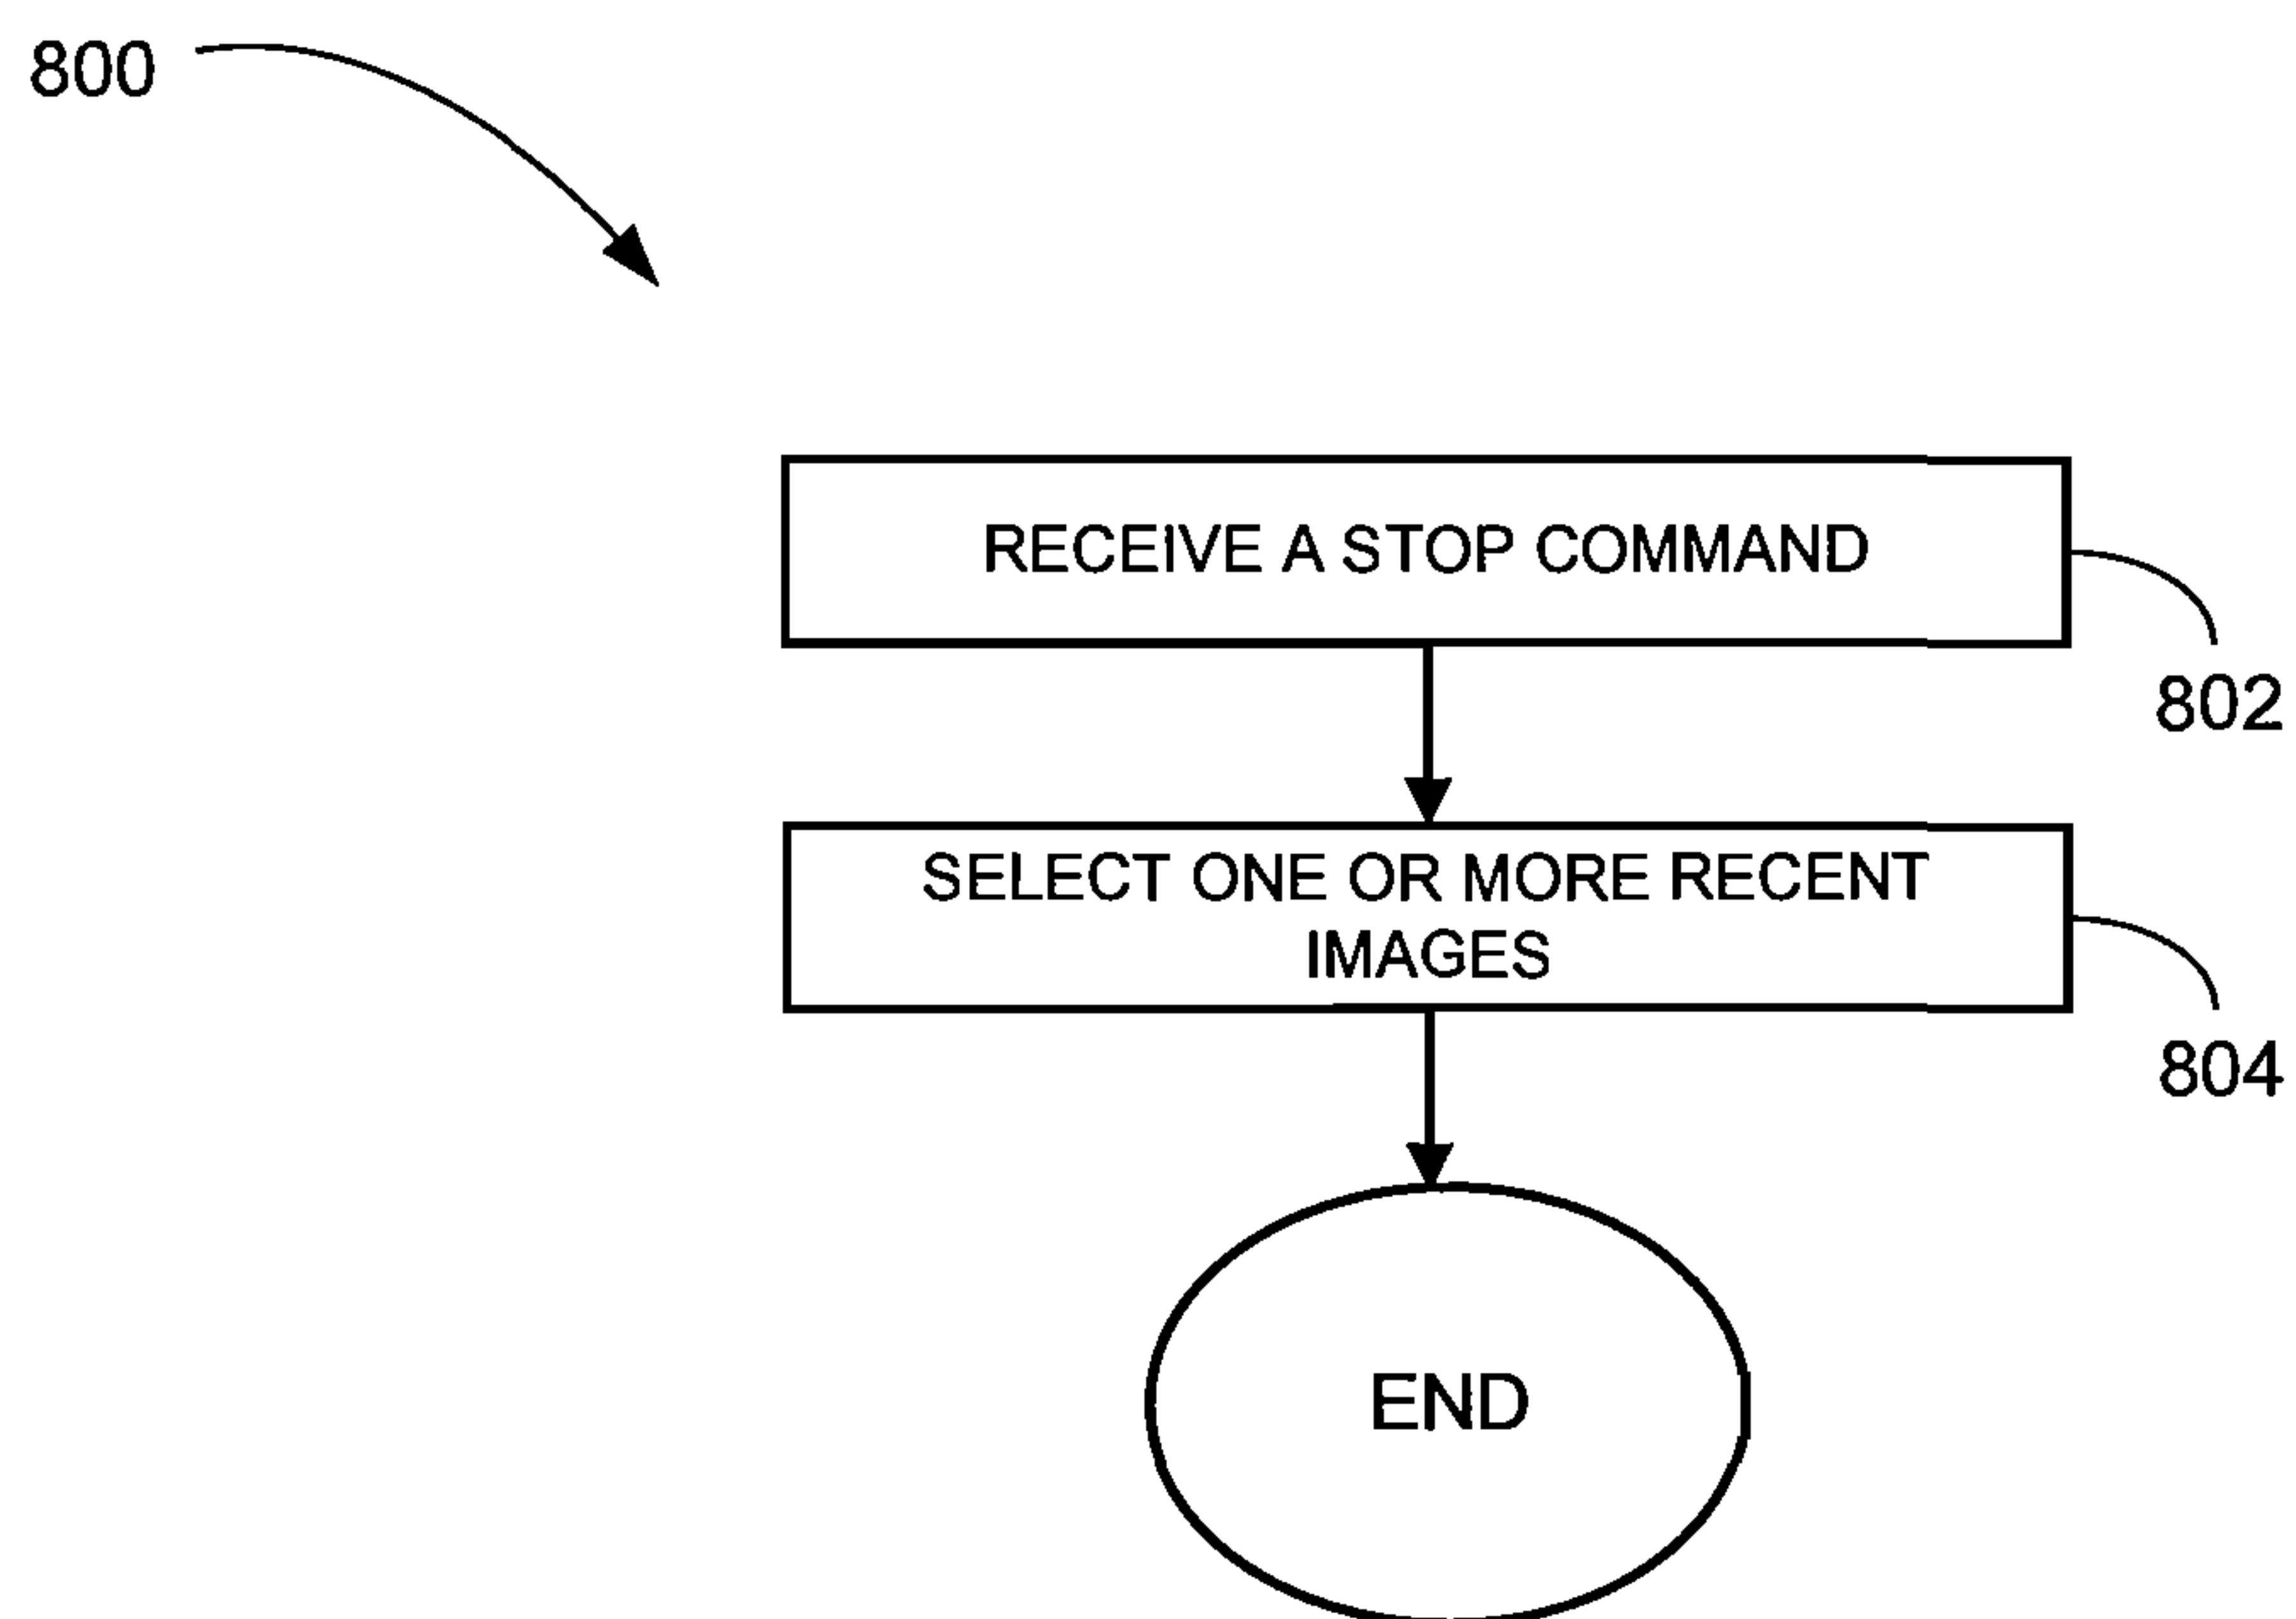 800
RECEIVE A STOP COMMAND
802
SELECT ONE OR MORE RECENT
IMAGES
804
END